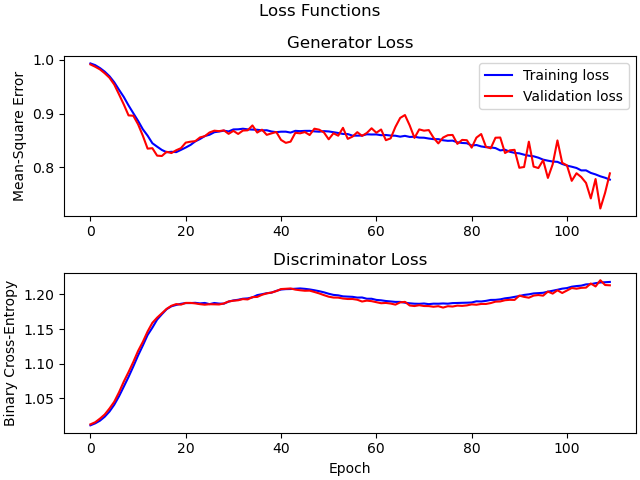 Loss Functions
Generator Loss
Mean-Square Error
1.0
0.9
0.8
Training loss
Validation loss
0 20 40 60 80 100
Discriminator Loss
Binary Cross-Entropy
1.20
1.15
1.10
1.05
0 20 40 60 80 100
Epoch